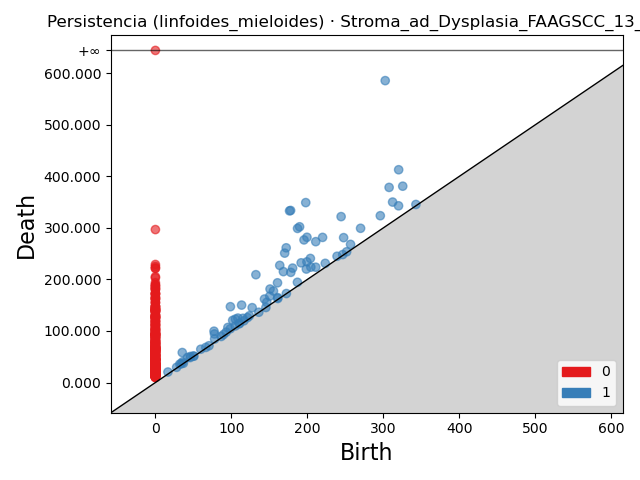 Persistencia (linfoides_mieloides) · Stroma_ad_Dysplasia_FAAGSCC_13_
+∞
600.000
500.000
400.000
300.000
200.000
100.000
0.000
Death
0
1
0 100 200 300 400 500 600
Birth